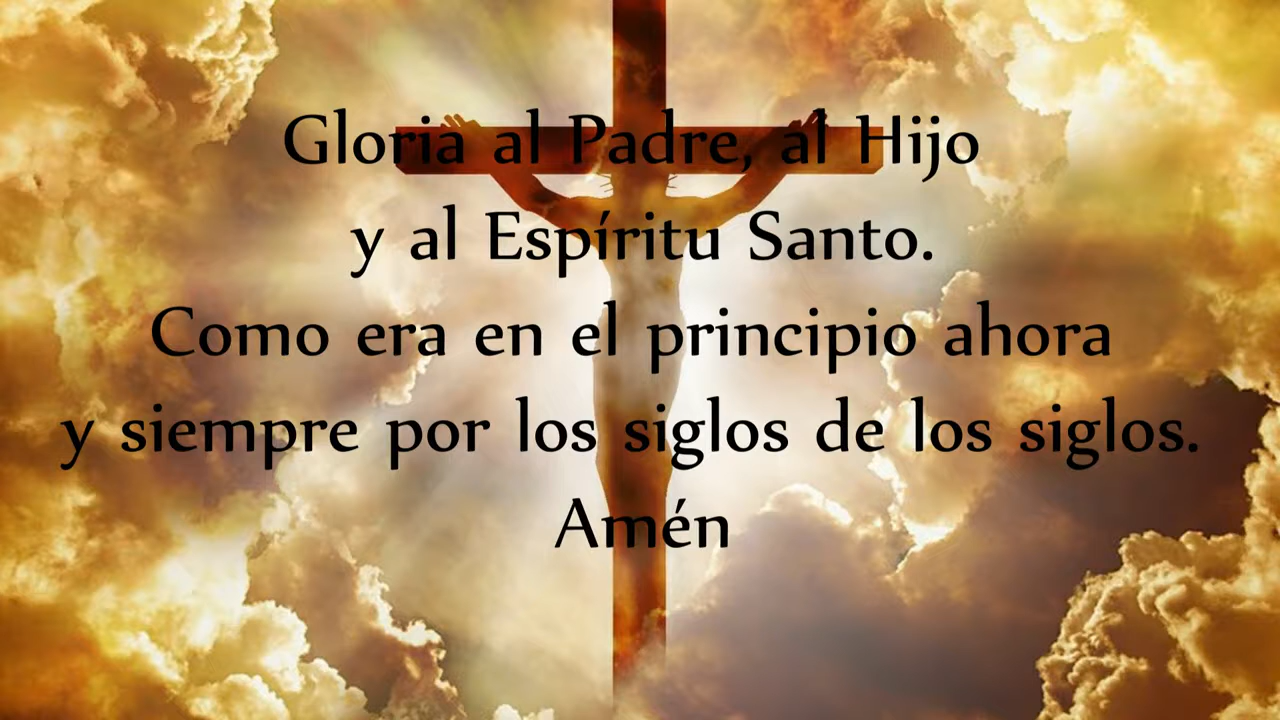 Gloria al Padre, al Hijo
y al Espíritu Santo.
Como era en el principio ahora
y siempre por los siglos de los siglos.
Amén